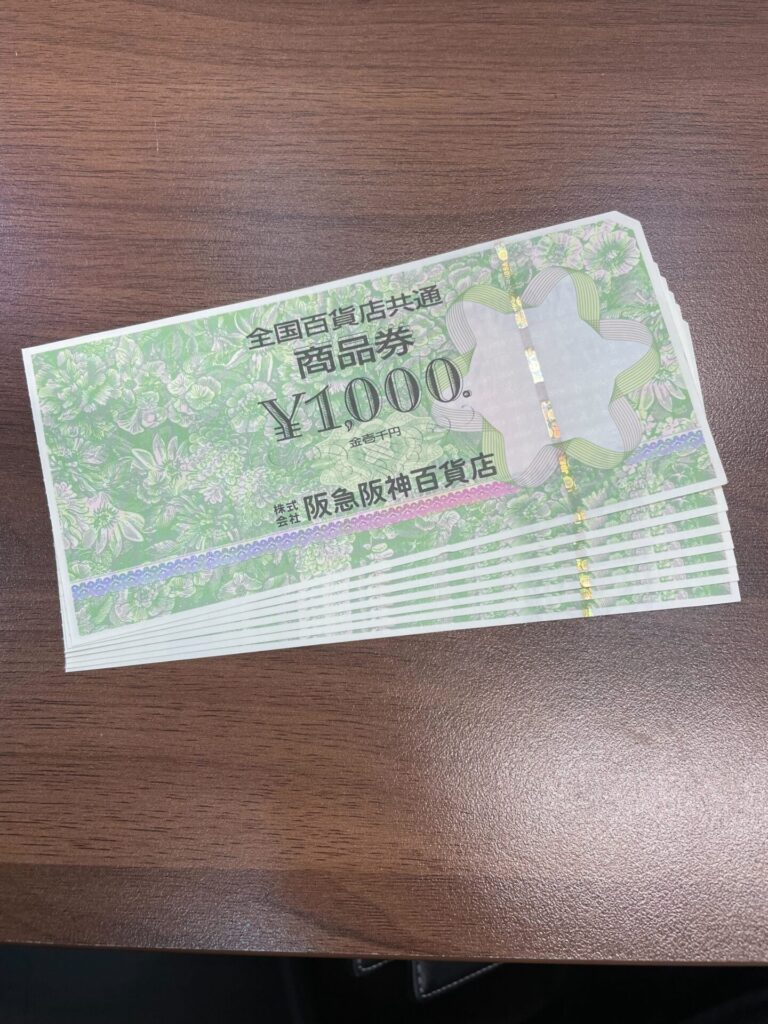 全国百貨店共通
商品券
¥1,000.
金壱千円
株式会社 阪急阪神百貨店